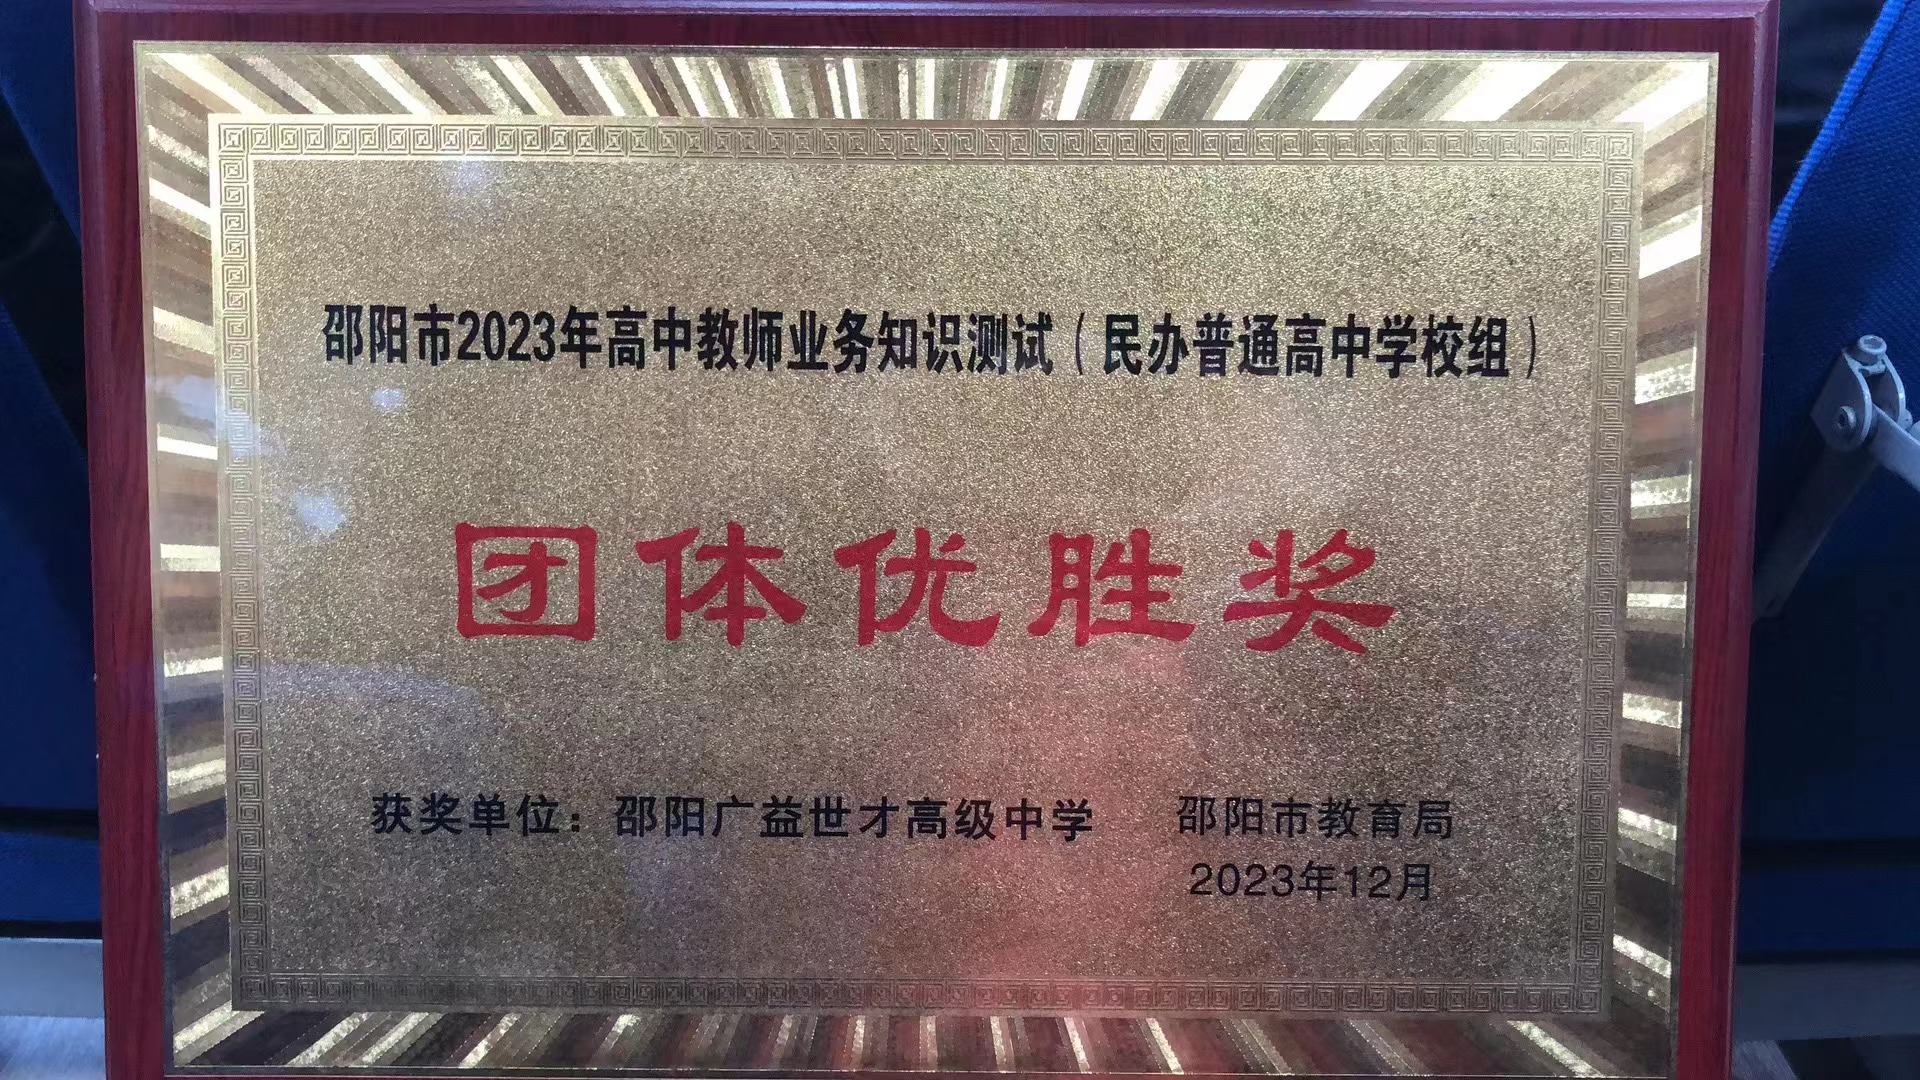 邵阳市2023年高中教师业务知识测试（民办普通高中学校组）
团体优胜奖
获奖单位：邵阳广益世才高级中学 邵阳市教育局
2023年12月